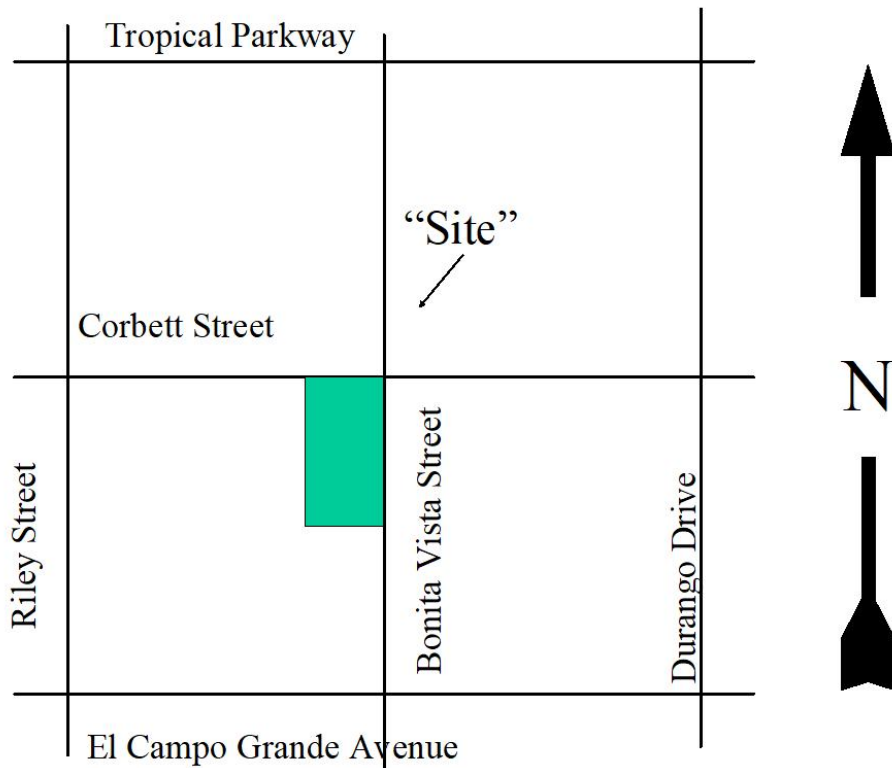 Tropical Parkway
“Site”
Corbett Street
N
Riley Street
Bonita Vista Street
Durango Drive
El Campo Grande Avenue